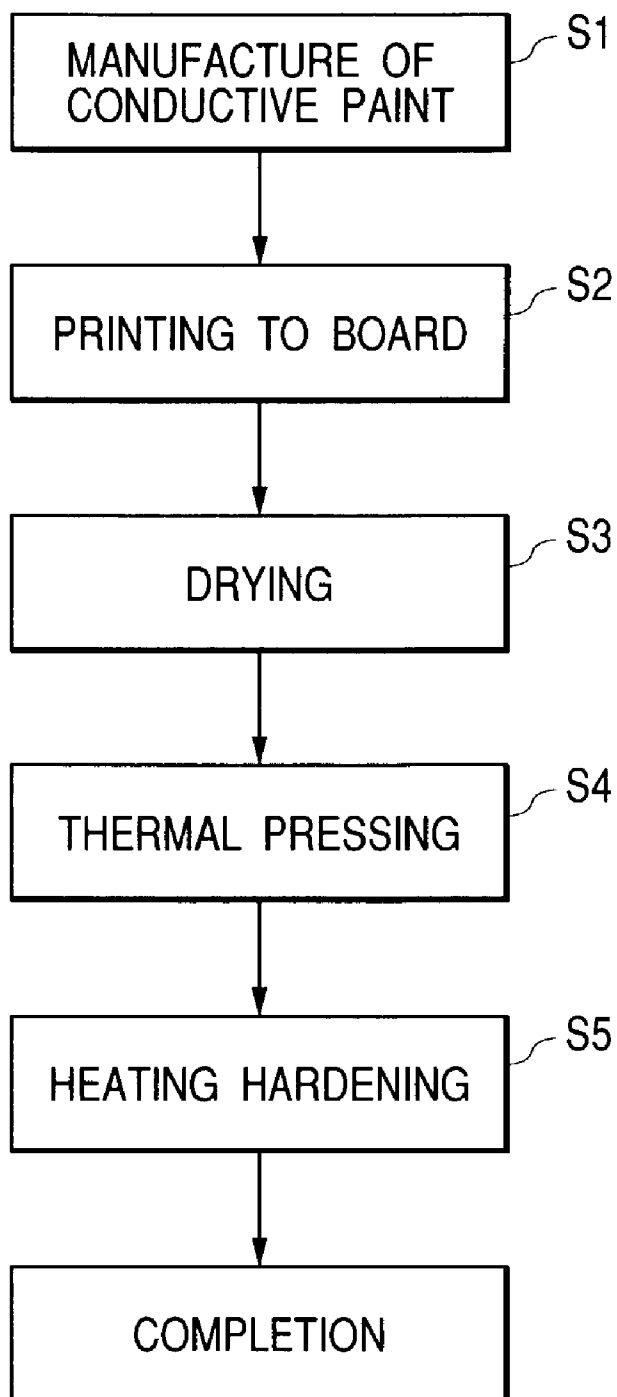 S1
MANUFACTURE OF
CONDUCTIVE PAINT
S2
PRINTING TO BOARD
S3
DRYING
S4
THERMAL PRESSING
S5
HEATING HARDENING
COMPLETION